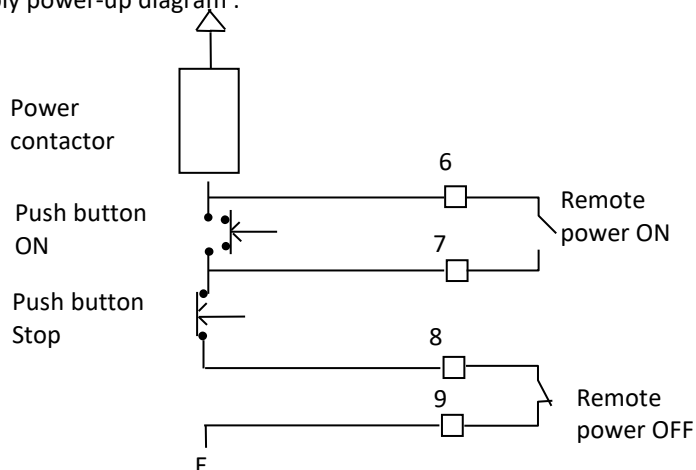 power-up diagram :
Power
contactor
6
Push button
ON
Remote
power ON
7
Push button
Stop
8
9
Remote
power OFF